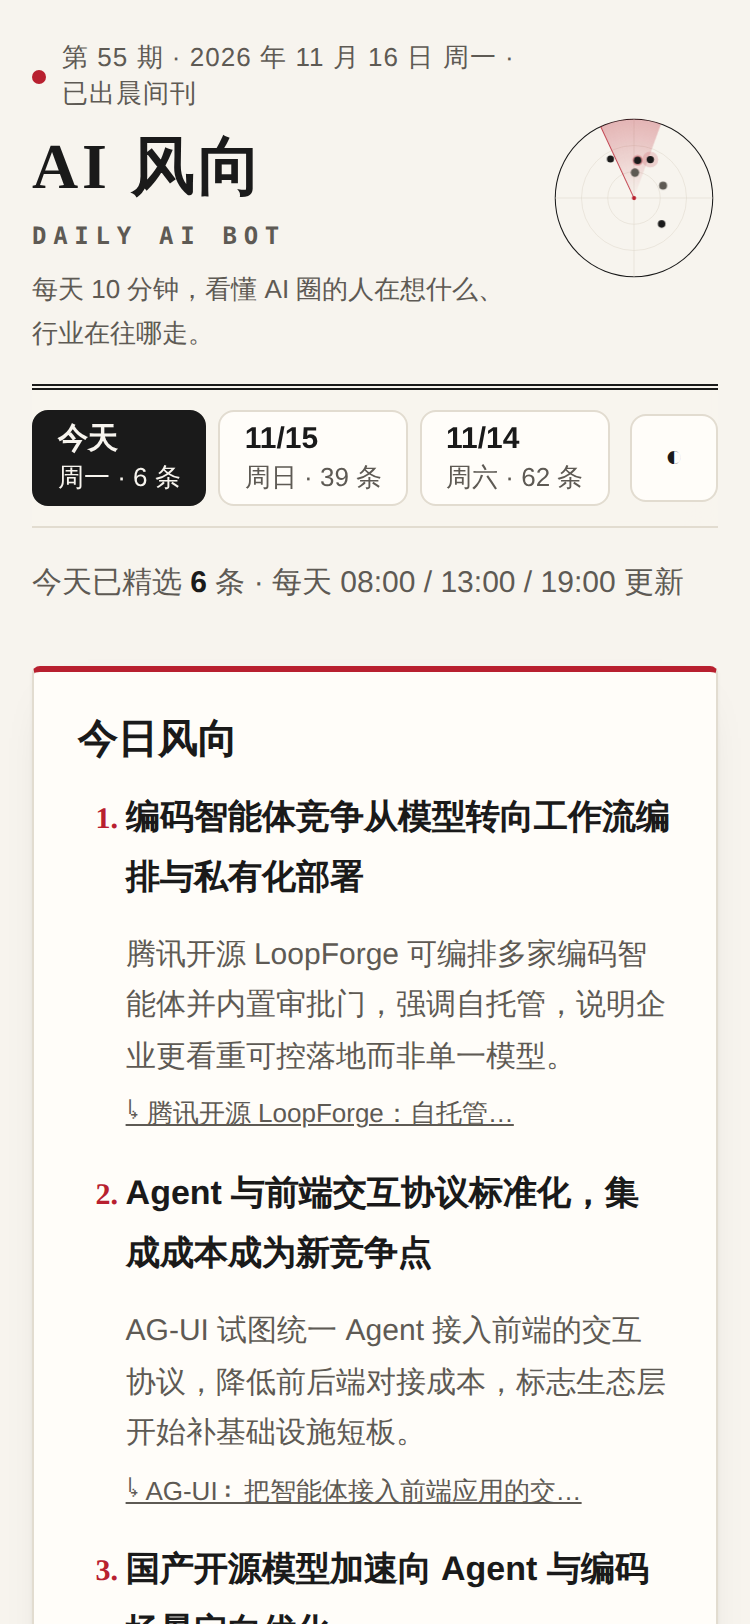 第 55 期 · 2026 年 11 月 16 日 周一 ·
已出晨间刊
AI 风向
DAILY AI BOT
每天 10 分钟，看懂 AI 圈的人在想什么、
行业在往哪走。
今天
周一 · 6 条
11/15
周日 · 39 条
11/14
周六 · 62 条
今天已精选 6 条 · 每天 08:00 / 13:00 / 19:00 更新
今日风向
1. 编码智能体竞争从模型转向工作流编
排与私有化部署
腾讯开源 LoopForge 可编排多家编码智
能体并内置审批门，强调自托管，说明企
业更看重可控落地而非单一模型。
↳ 腾讯开源 LoopForge：自托管…
2. Agent 与前端交互协议标准化，集
成成本成为新竞争点
AG-UI 试图统一 Agent 接入前端的交互
协议，降低前后端对接成本，标志生态层
开始补基础设施短板。
↳ AG-UI：把智能体接入前端应用的交…
3. 国产开源模型加速向 Agent 与编码
场景定向优化